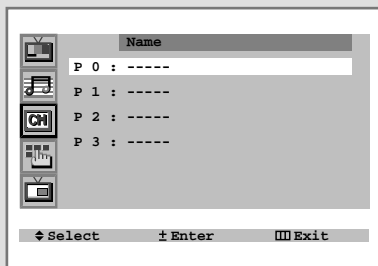 Name
P 0 : -----
P 1 : -----
P 2 : -----
CH
P 3 : -----
Select ± Enter Exit